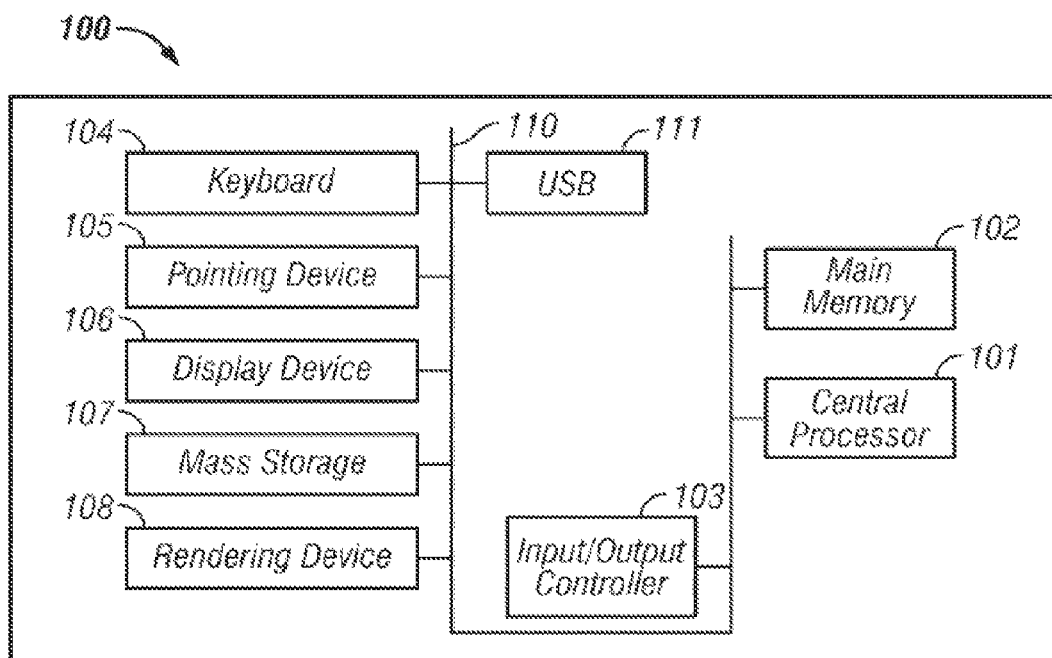 100
104
110
111
Keyboard
USB
105
102
Pointing Device
Main
Memory
106
Display Device
101
107
Central
Processor
Mass Storage
108
103
Rendering Device
Input/Output
Controller